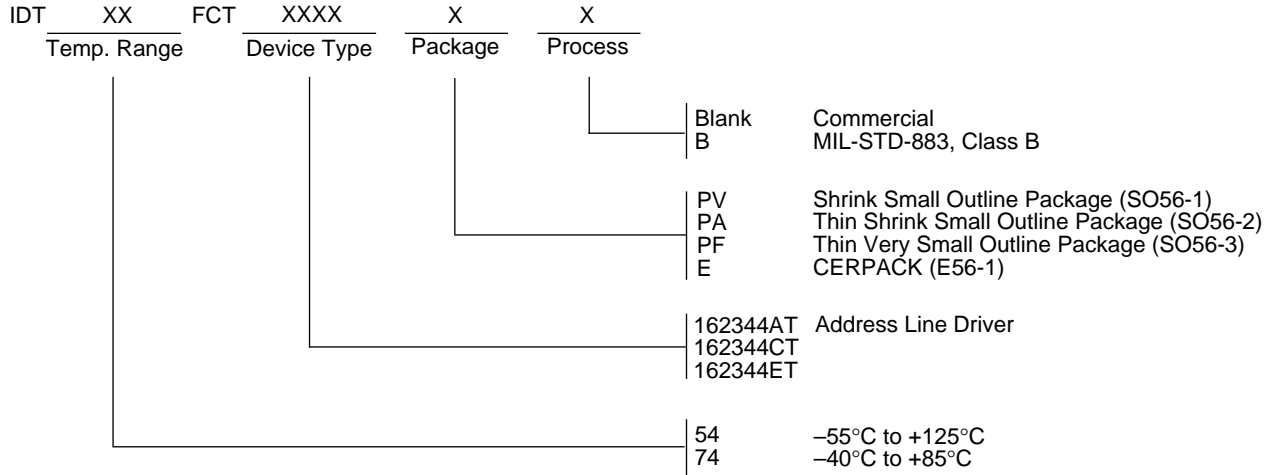 IDT XX FCT XXXX X X
Temp. Range Device Type Package Process
Blank Commercial
B MIL-STD-883, Class B
PV Shrink Small Outline Package (SO56-1)
PA Thin Shrink Small Outline Package (SO56-2)
PF Thin Very Small Outline Package (SO56-3)
E CERPACK (E56-1)
162344AT Address Line Driver
162344CT
162344ET
54 –55°C to +125°C
74 –40°C to +85°C